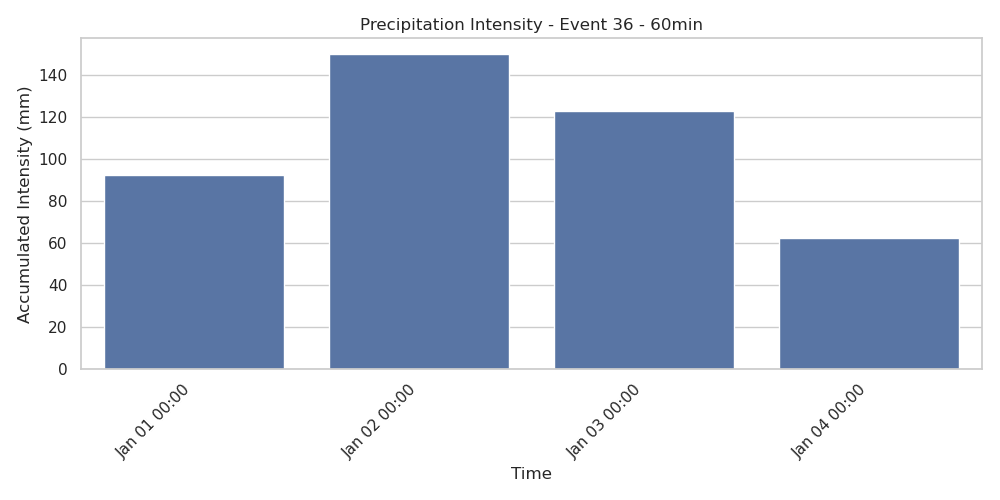 Precipitation Intensity - Event 36 - 60min
Accumulated Intensity (mm)
140
120
100
80
60
40
20
0
Jan 01 00:00
Jan 02 00:00
Jan 03 00:00
Jan 04 00:00
Time